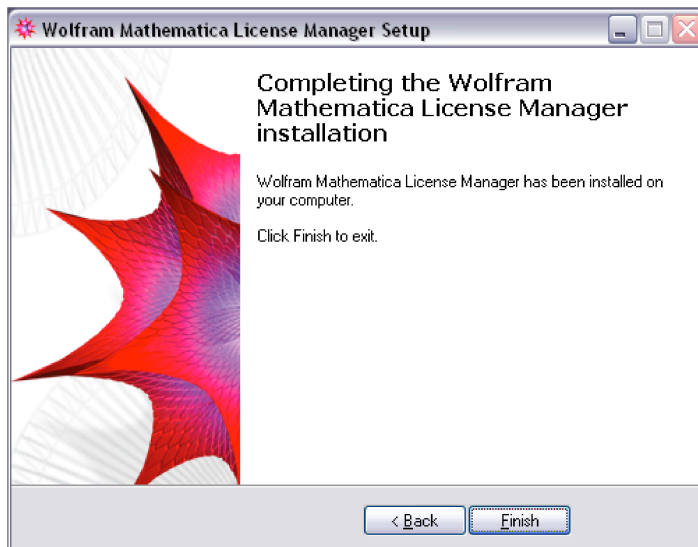 Wolfram Mathematica License Manager Setup
Completing the Wolfram
Mathematica License Manager
installation
Wolfram Mathematica License Manager has been installed on
your computer.
Click Finish to exit.
< Back
Finish